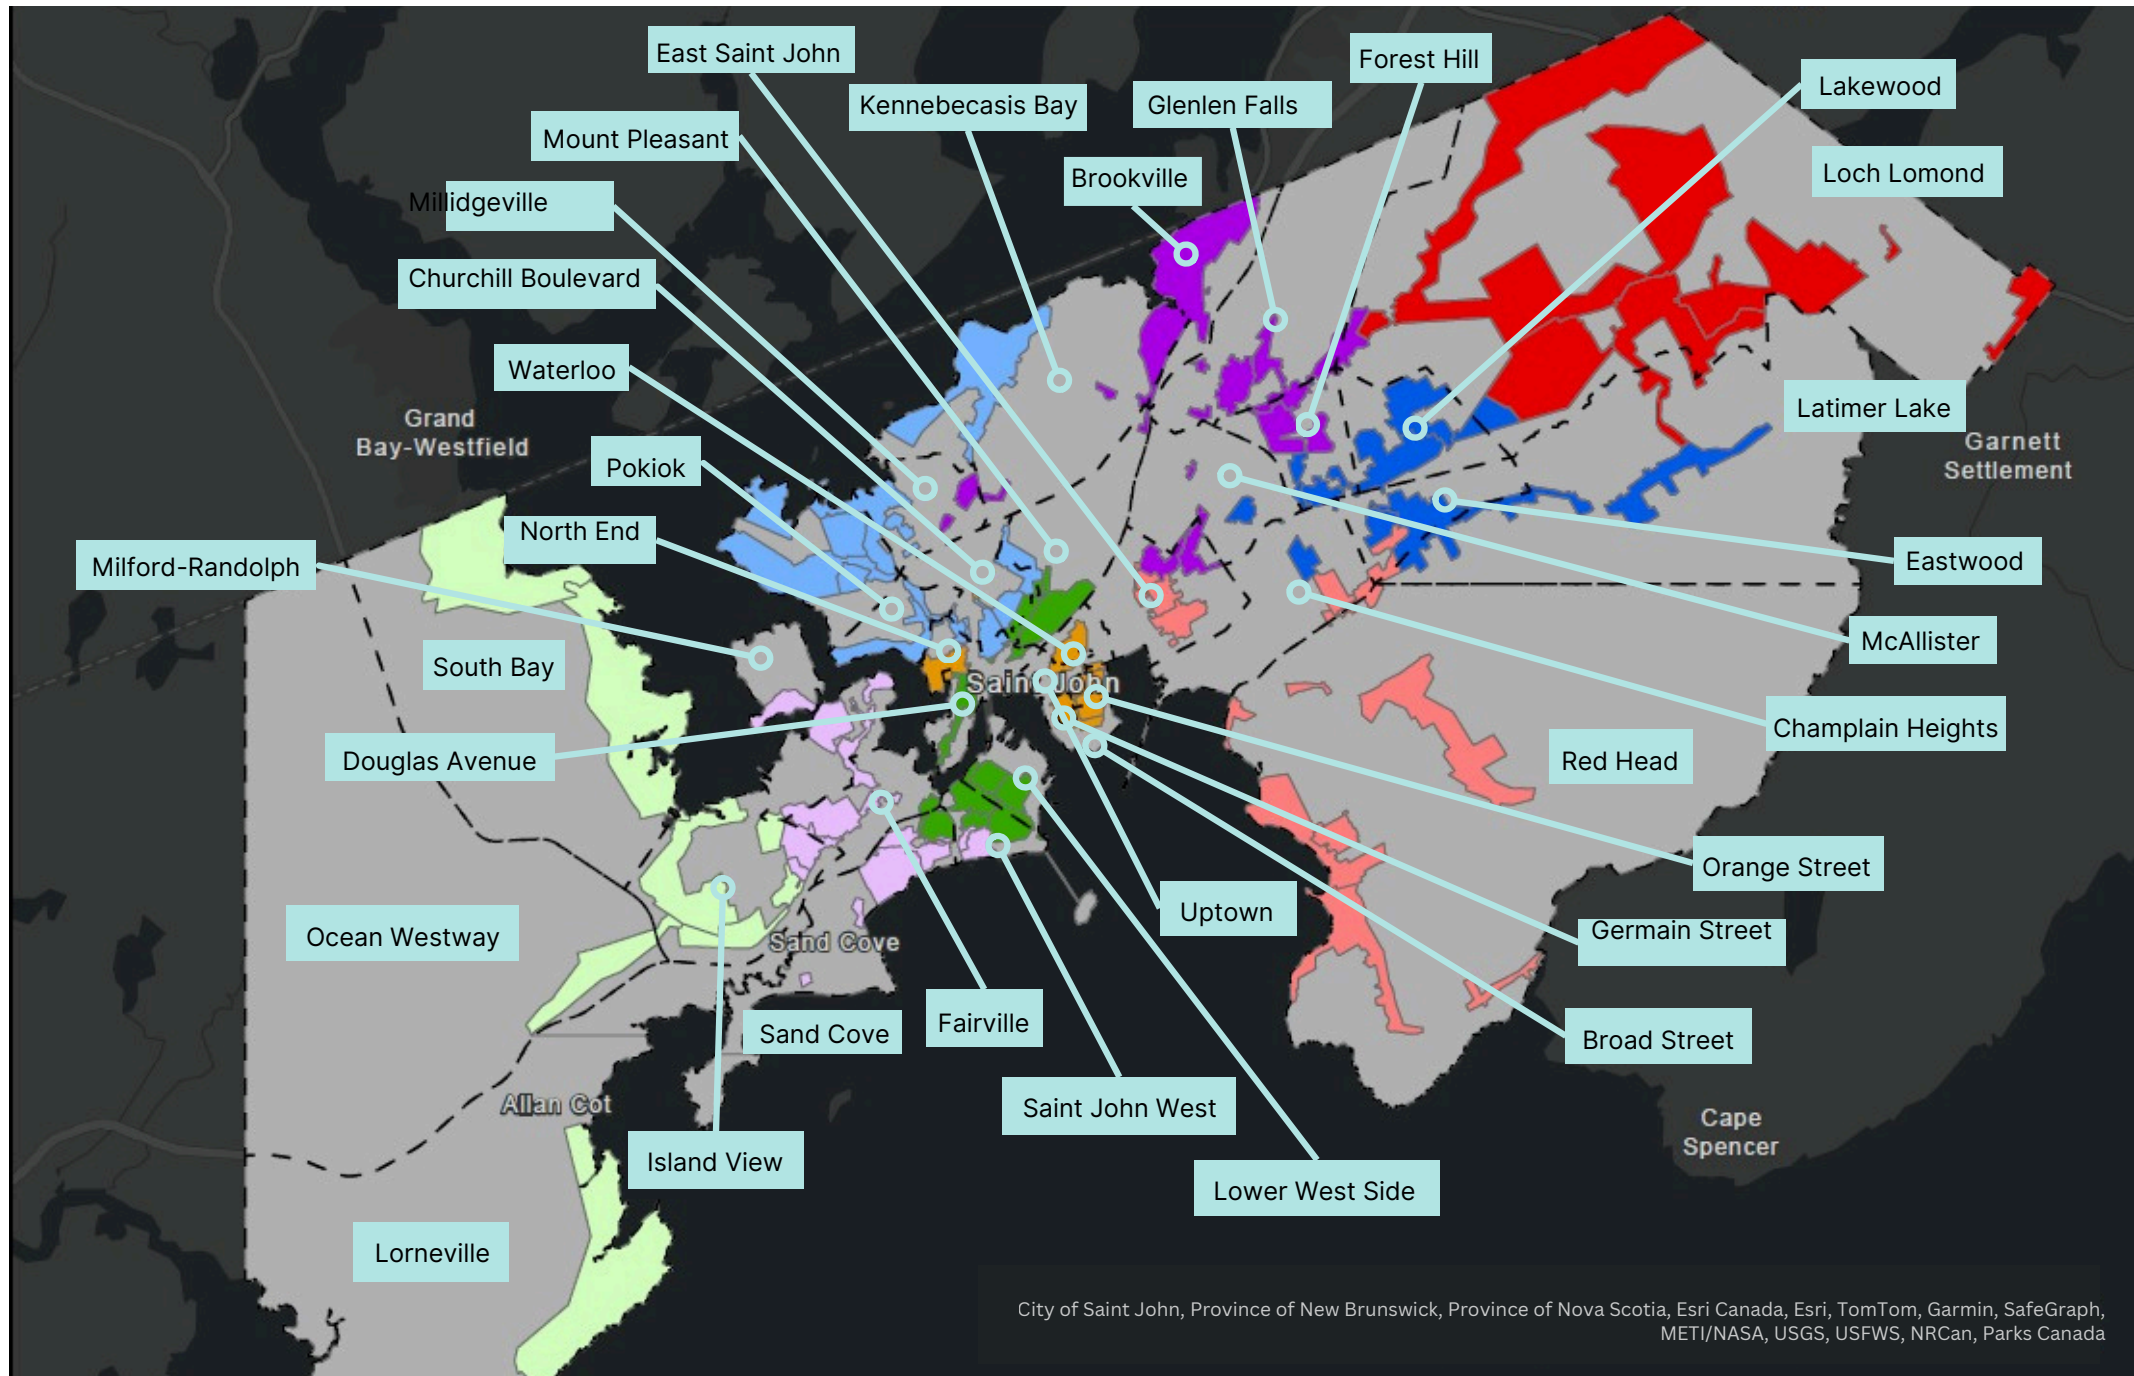 East Saint John
Forest Hill
Lakewood
Kennebecasis Bay
Glenlen Falls
Mount Pleasant
Loch Lomond
Brookville
Millidgeville
Churchill Boulevard
Waterloo
Latimer Lake
Grand
Bay-Westfield
Garnett
Settlement
Pokiok
North End
Milford-Randolph
Eastwood
South Bay
McAllister
Saint John
Champlain Heights
Douglas Avenue
Red Head
Orange Street
Uptown
Germain Street
Ocean Westway
Sand Cove
Fairville
Sand Cove
Broad Street
Allan Cot
Saint John West
Cape
Spencer
Island View
Lower West Side
Lorneville
City of Saint John, Province of New Brunswick, Province of Nova Scotia, Esri Canada, Esri, TomTom, Garmin, SafeGraph,
METI/NASA, USGS, USFWS, NRCan, Parks Canada